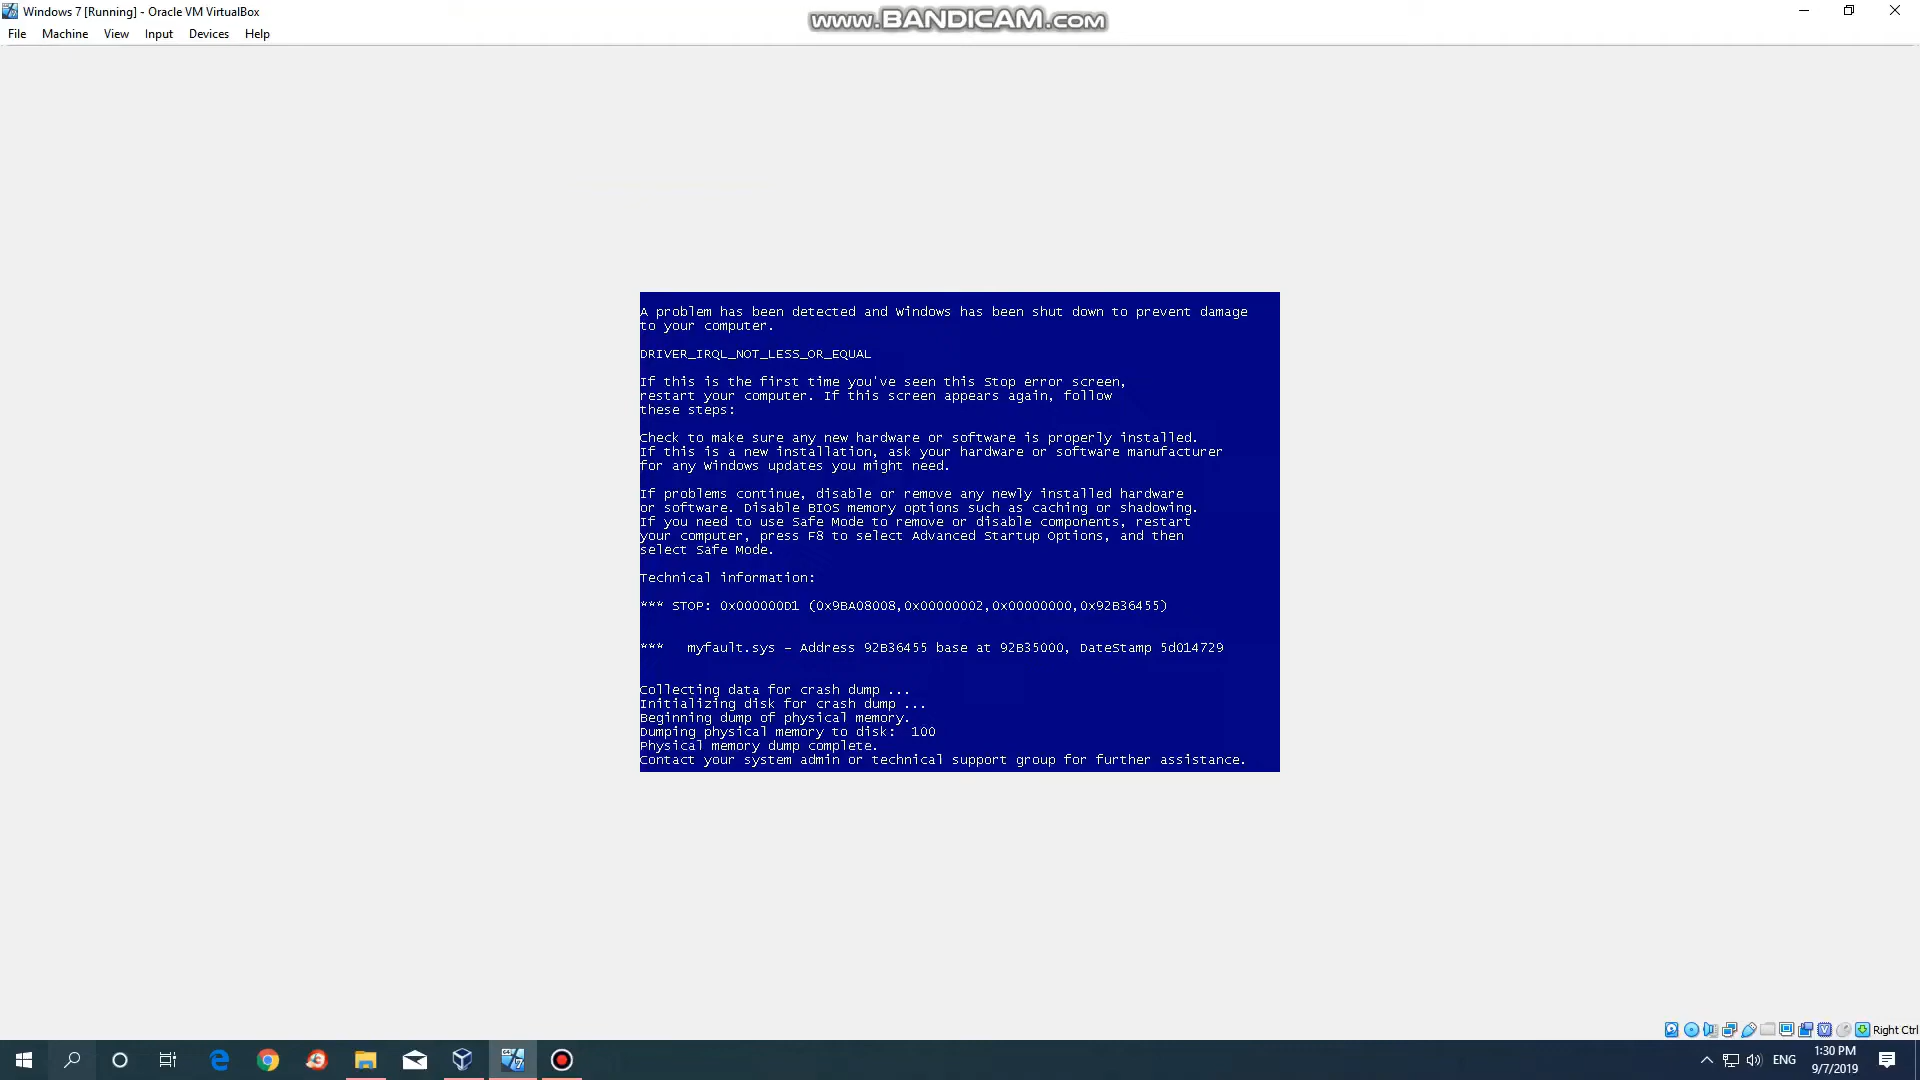 Windows 7 [Running] - Oracle VM VirtualBox
www.BANDICAM.com
File Machine View Input Devices Help
A problem has been detected and Windows has been shut down to prevent damage
to your computer.
DRIVER_IRQL_NOT_LESS_OR_EQUAL
If this is the first time you've seen this Stop error screen,
restart your computer. If this screen appears again, follow
these steps:
Check to make sure any new hardware or software is properly installed.
If this is a new installation, ask your hardware or software manufacturer
for any Windows updates you might need.
If problems continue, disable or remove any newly installed hardware
or software. Disable BIOS memory options such as caching or shadowing.
If you need to use Safe Mode to remove or disable components, restart
your computer, press F8 to select Advanced Startup Options, and then
select Safe Mode.
Technical information:
*** STOP: 0x000000D1 (0x9BA08008,0x00000002,0x00000000,0x92B36455)
*** myfault.sys - Address 92B36455 base at 92B35000, DateStamp 5d014729
Collecting data for crash dump ...
Initializing disk for crash dump ...
Beginning dump of physical memory.
Dumping physical memory to disk: 100
Physical memory dump complete.
Contact your system admin or technical support group for further assistance.
Right Ctrl
ENG
1:30 PM
9/7/2019